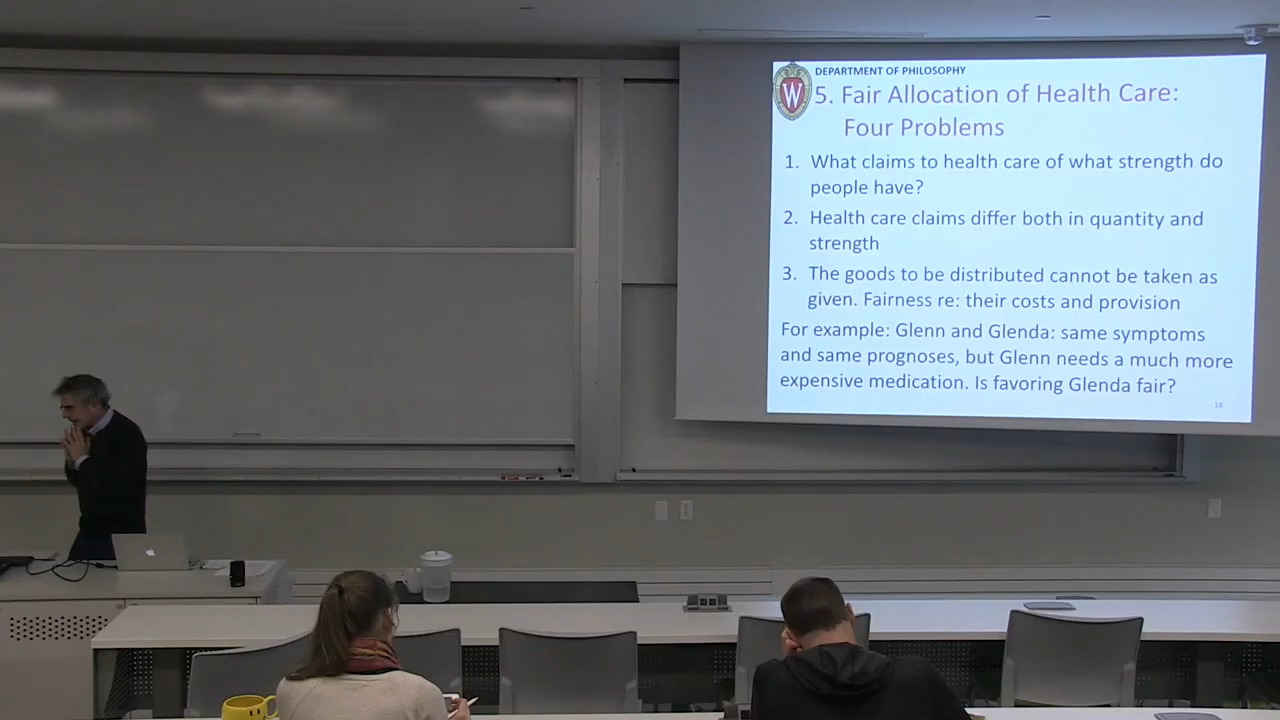 DEPARTMENT OF PHILOSOPHY
W
5. Fair Allocation of Health Care:
Four Problems
1. What claims to health care of what strength do
people have?
2. Health care claims differ both in quantity and
strength
3. The goods to be distributed cannot be taken as
given. Fairness re: their costs and provision
For example: Glenn and Glenda: same symptoms
and same prognoses, but Glenn needs a much more
expensive medication. Is favoring Glenda fair?
18